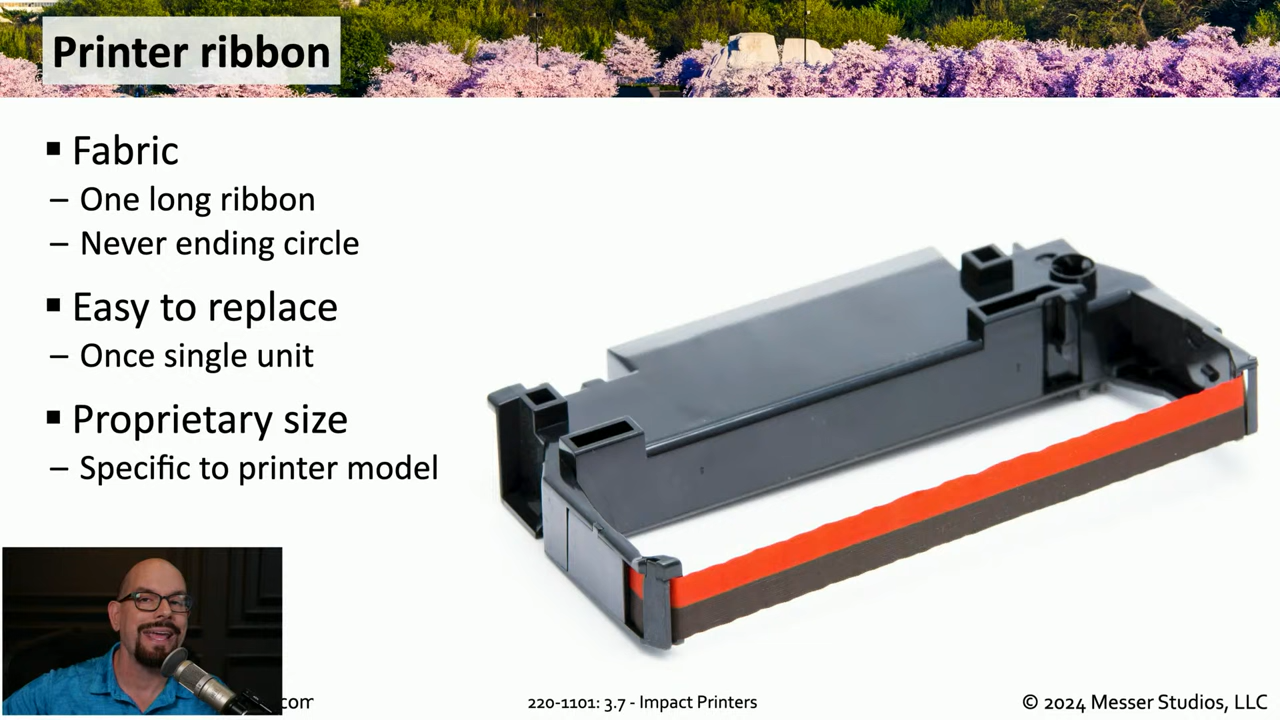 Printer ribbon
▪ Fabric
– One long ribbon
– Never ending circle
▪ Easy to replace
– Once single unit
▪ Proprietary size
– Specific to printer model
.com
220-1101: 3.7 - Impact Printers
© 2024 Messer Studios, LLC